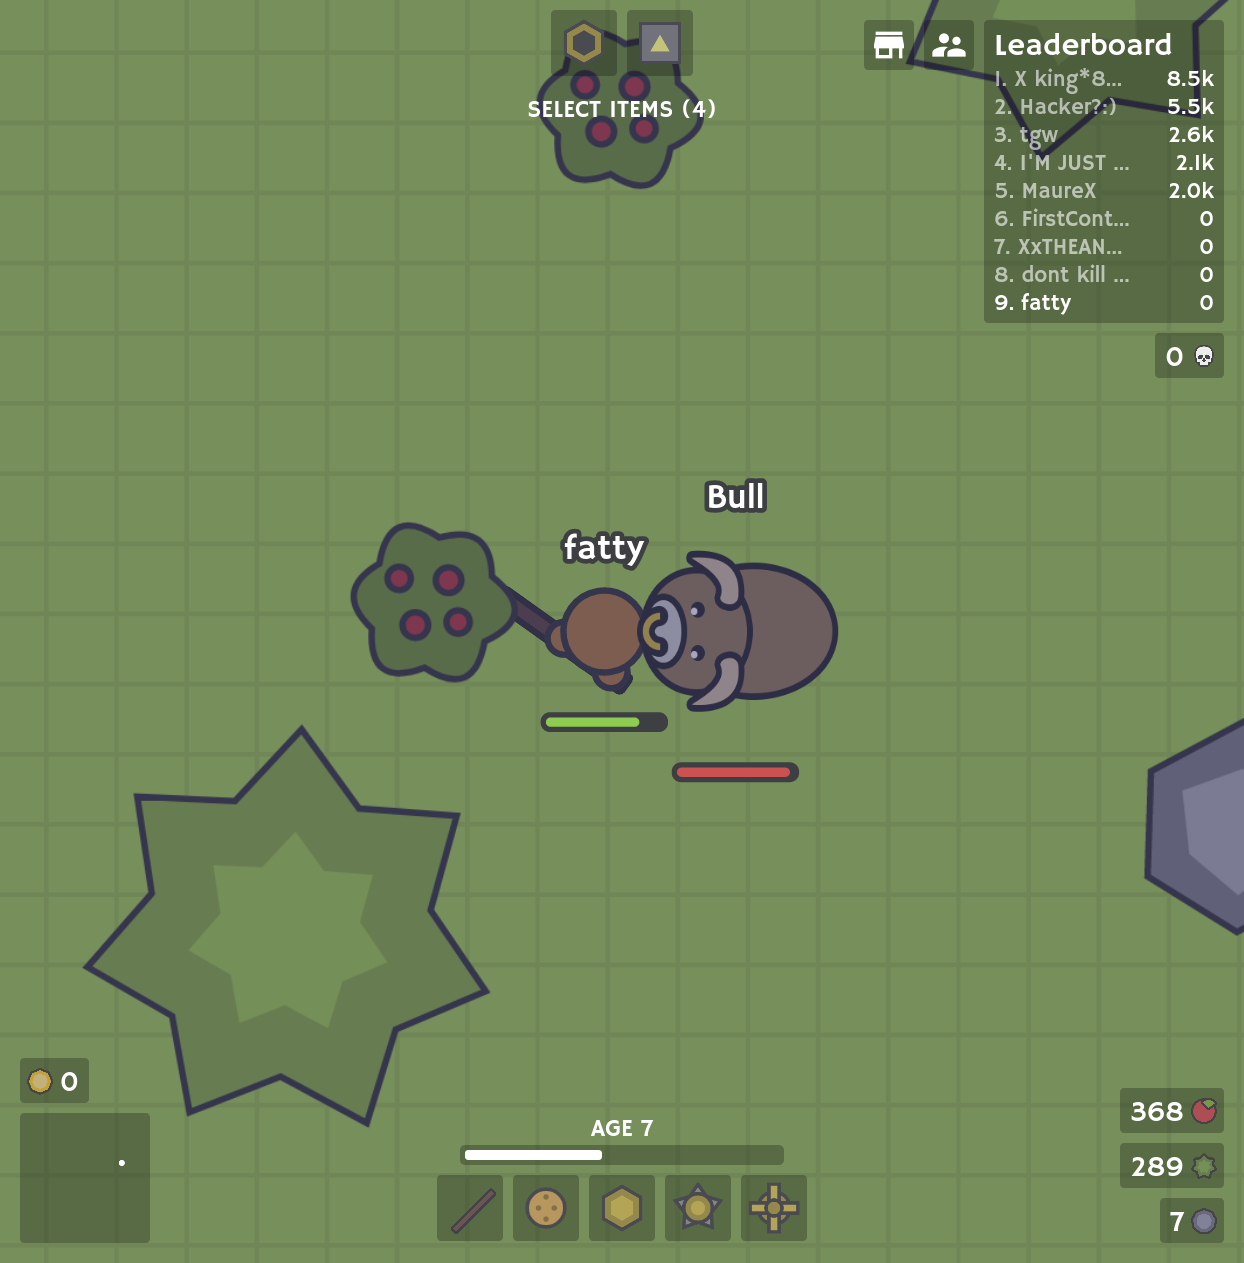 SELECT ITEMS (4)
Leaderboard
1. X king*8... 8.5k
2. Hacker?:) 5.5k
3. tgw 2.6k
4. I'M JUST ... 2.1k
5. MaureX 2.0k
6. FirstCont... 0
7. XxTHEAN... 0
8. dont kill ... 0
9. fatty 0
0
Bull
fatty
0
AGE 7
368
289
7